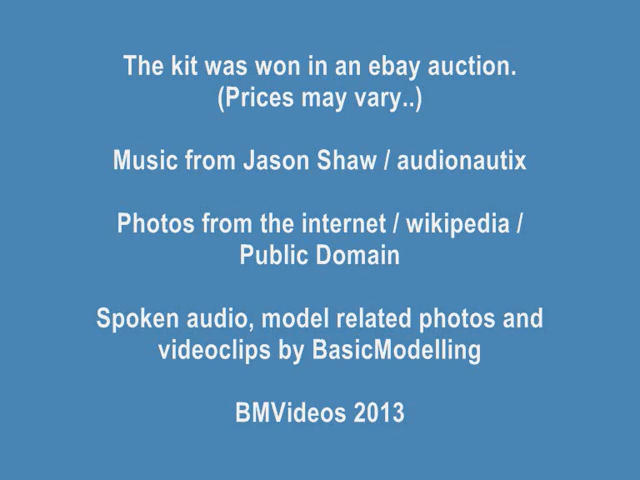 The kit was won in an ebay auction.
(Prices may vary..)
Music from Jason Shaw / audionautix
Photos from the internet / wikipedia /
Public Domain
Spoken audio, model related photos and
videoclips by BasicModelling
BMVideos 2013